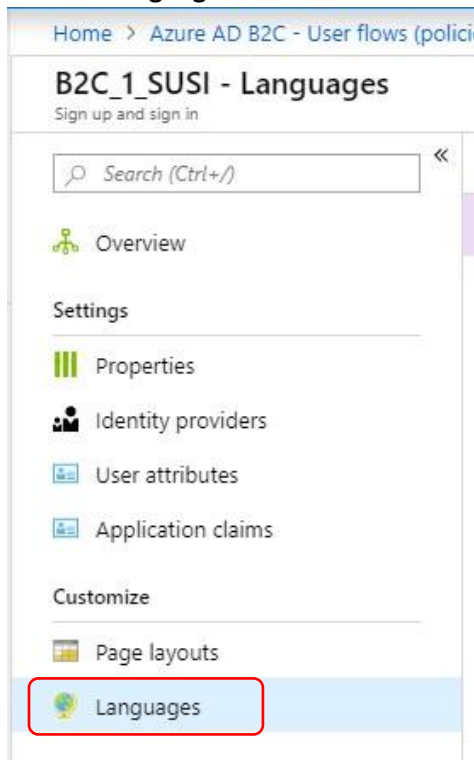 Home > Azure AD B2C - User flows (polici
B2C_1_SUSI - Languages
Sign up and sign in
Search (Ctrl+/)
«
Overview
Settings
Properties
Identity providers
User attributes
Application claims
Customize
Page layouts
Languages